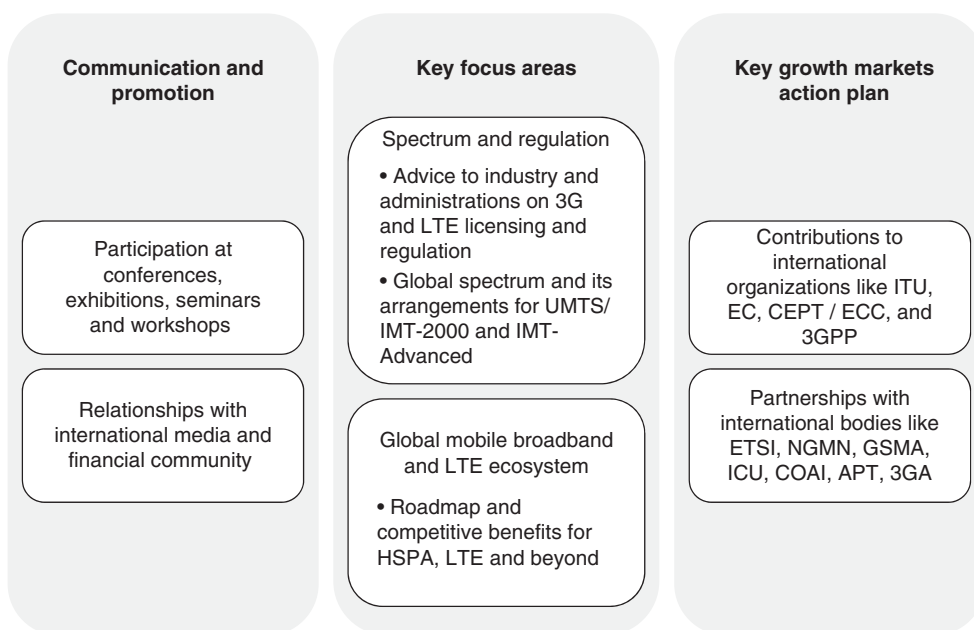 Communication and
promotion
Participation at
conferences,
exhibitions, seminars
and workshops
Relationships with
international media and
financial community
Key focus areas
Spectrum and regulation
• Advice to industry and
administrations on 3G
and LTE licensing and
regulation
• Global spectrum and its
arrangements for UMTS/
IMT-2000 and IMT-
Advanced
Global mobile broadband
and LTE ecosystem
• Roadmap and
competitive benefits for
HSPA, LTE and beyond
Key growth markets
action plan
Contributions to
international
organizations like ITU,
EC, CEPT / ECC, and
3GPP
Partnerships with
international bodies like
ETSI, NGMN, GSMA,
ICU, COAI, APT, 3GA